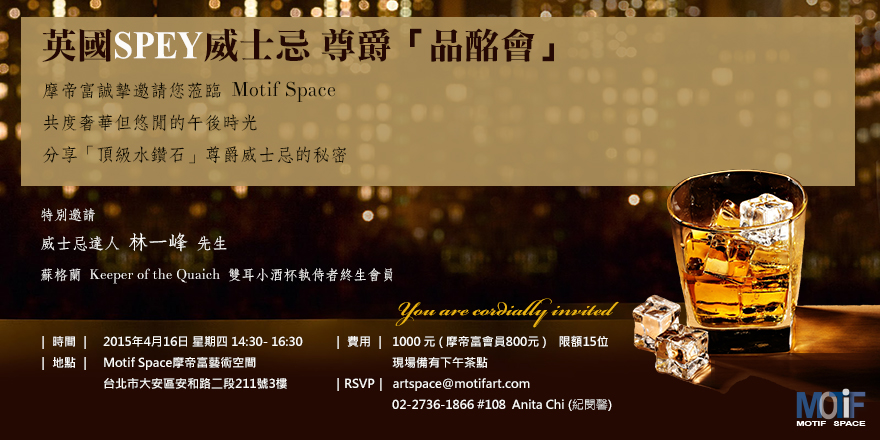 英國SPEY威士忌 尊爵「品酩會」
摩帝富誠摯邀請您蒞臨 Motif Space
共度奢華但悠閒的午後時光
分享「頂級水鑽石」尊爵威士忌的秘密
特別邀請
威士忌達人 林一峰 先生
蘇格蘭 Keeper of the Quaich 雙耳小酒杯執侍者終生會員
You are cordially invited
| 時間 | 2015年4月16日 星期四 14:30- 16:30
| 地點 | Motif Space摩帝富藝術空間
台北市大安區安和路二段211號3樓
| 費用 | 1000 元 ( 摩帝富會員800元 ) 限額15位
現場備有下午茶點
| RSVP | artspace@motifart.com
02-2736-1866 #108 Anita Chi (紀閔馨)
MOTiF
MOTIF SPACE